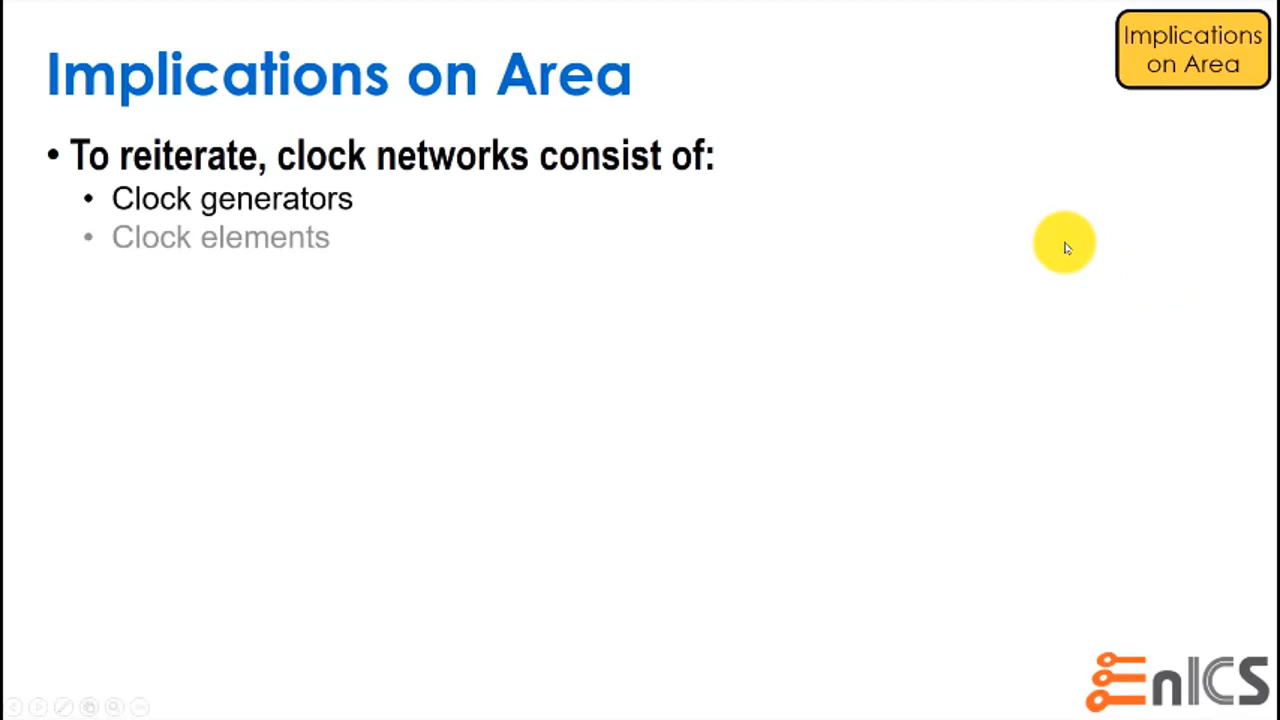 Implications
on Area
Implications on Area
• To reiterate, clock networks consist of:
• Clock generators
• Clock elements
EnICS